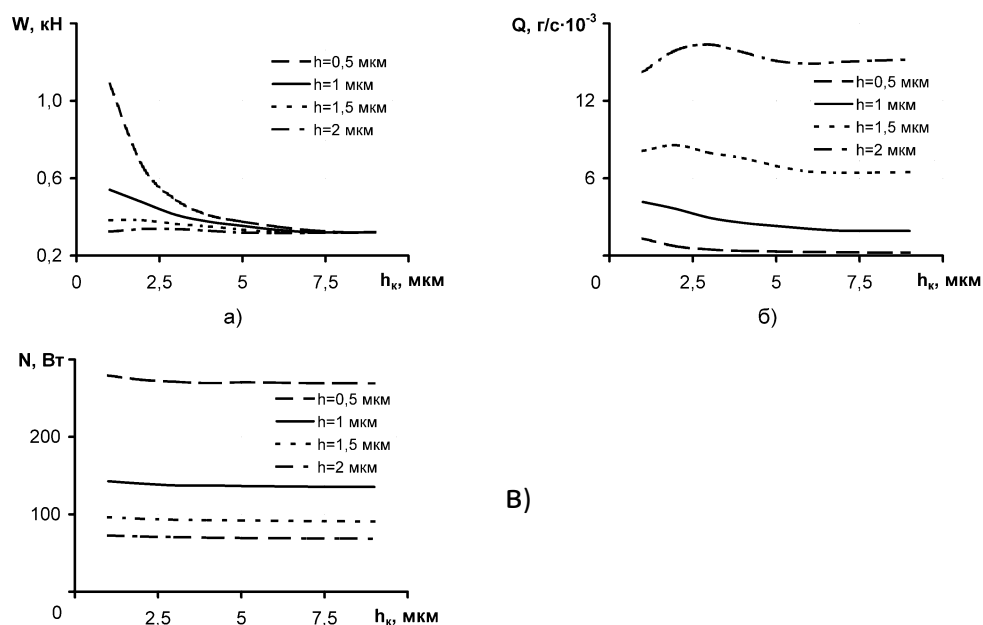 W, кН
h=0,5 мкм
h=1 мкм
h=1,5 мкм
h=2 мкм
1,0
0,6
0,2
0
2,5
5
7,5
hк, мкм
а)
Q, г/с·10⁻³
h=0,5 мкм
h=1 мкм
h=1,5 мкм
h=2 мкм
12
6
0
2,5
5
7,5
hк, мкм
б)
N, Вт
h=0,5 мкм
h=1 мкм
h=1,5 мкм
h=2 мкм
200
100
0
2,5
5
7,5
hк, мкм
в)